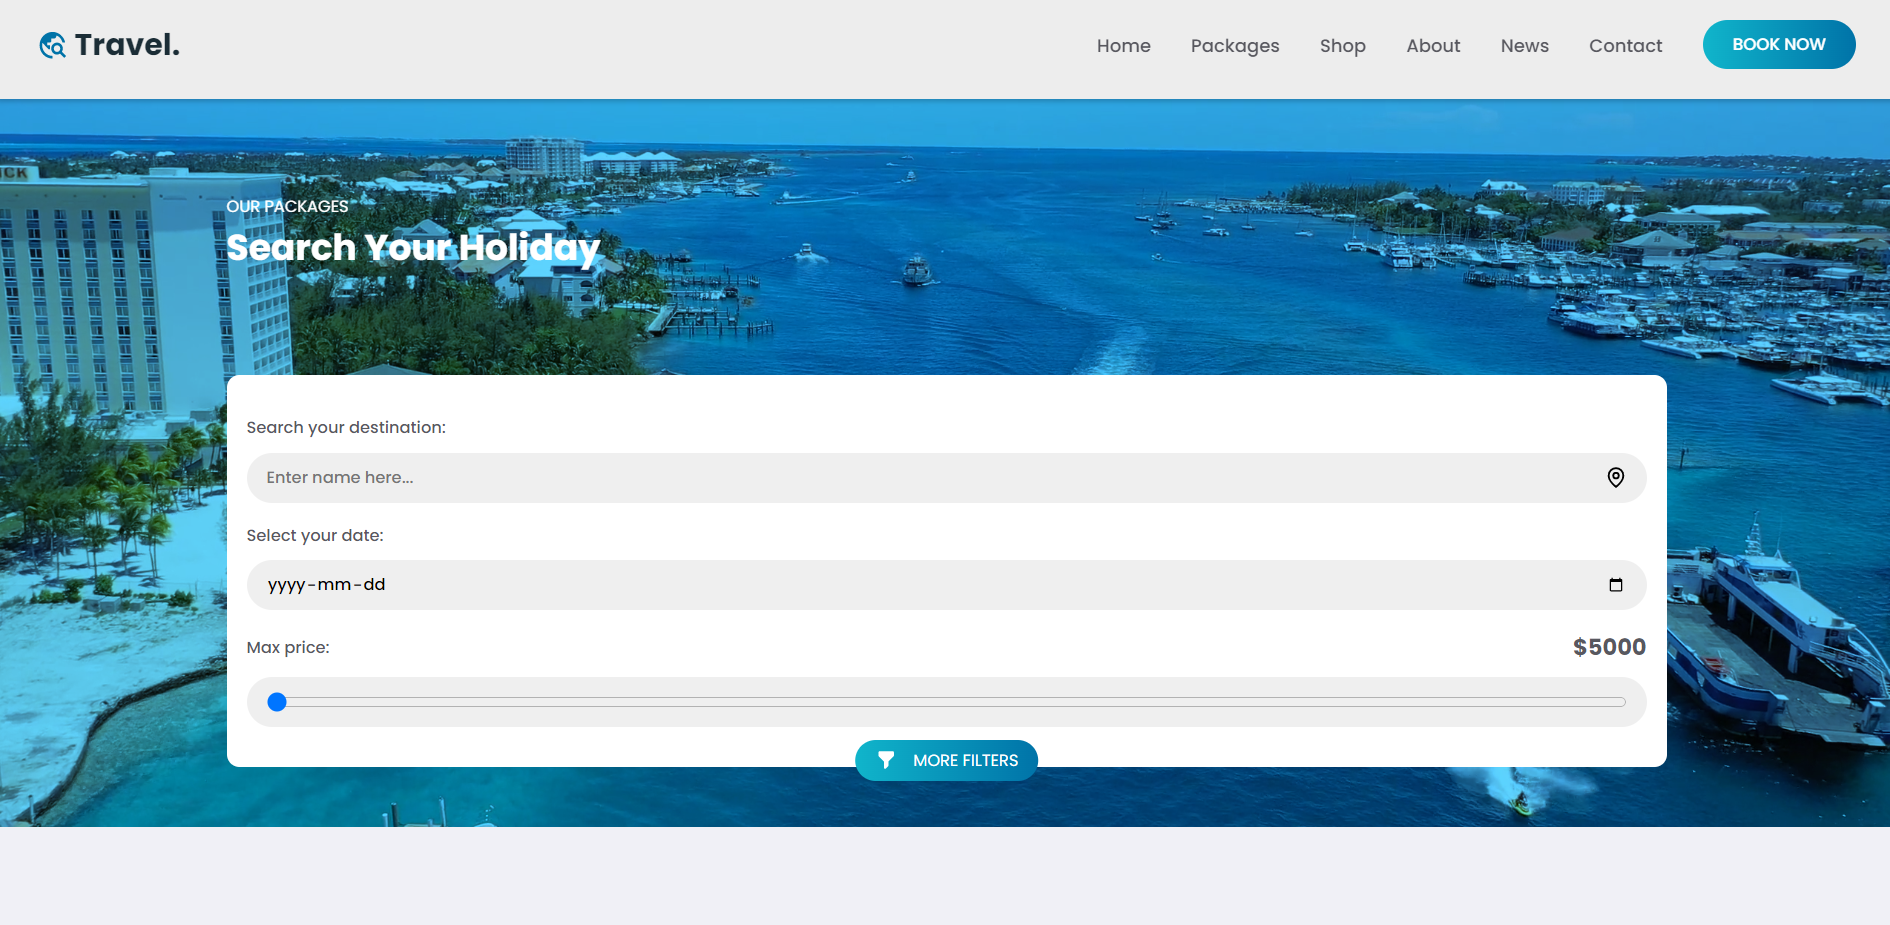 Travel.
Home Packages Shop About News Contact BOOK NOW
OUR PACKAGES
Search Your Holiday
Search your destination:
Enter name here...
Select your date:
yyyy-mm-dd
Max price: $5000
MORE FILTERS